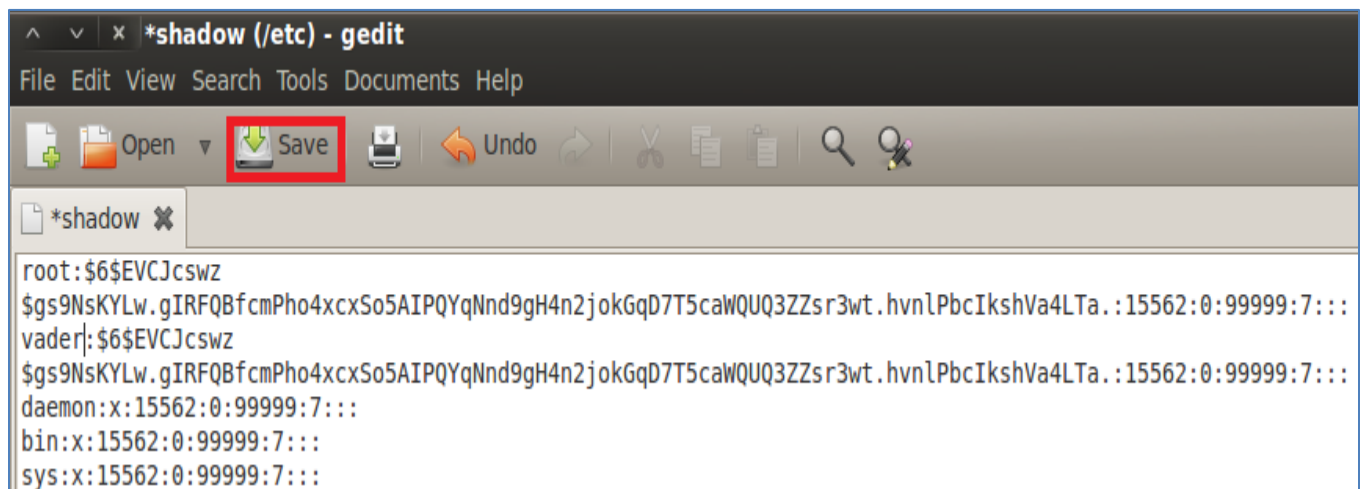 *shadow (/etc) - gedit
File Edit View Search Tools Documents Help
Open Save Undo
*shadow
root:$6$EVCJcswz
$gs9NsKYLw.gIRFQBfcmPho4xcxSo5AIPQYqNnd9gH4n2jokGqD7T5caWQUQ3ZZsr3wt.hvnlPbcIkshVa4LTa.:15562:0:99999:7:::
vader:$6$EVCJcswz
$gs9NsKYLw.gIRFQBfcmPho4xcxSo5AIPQYqNnd9gH4n2jokGqD7T5caWQUQ3ZZsr3wt.hvnlPbcIkshVa4LTa.:15562:0:99999:7:::
daemon:x:15562:0:99999:7:::
bin:x:15562:0:99999:7:::
sys:x:15562:0:99999:7:::